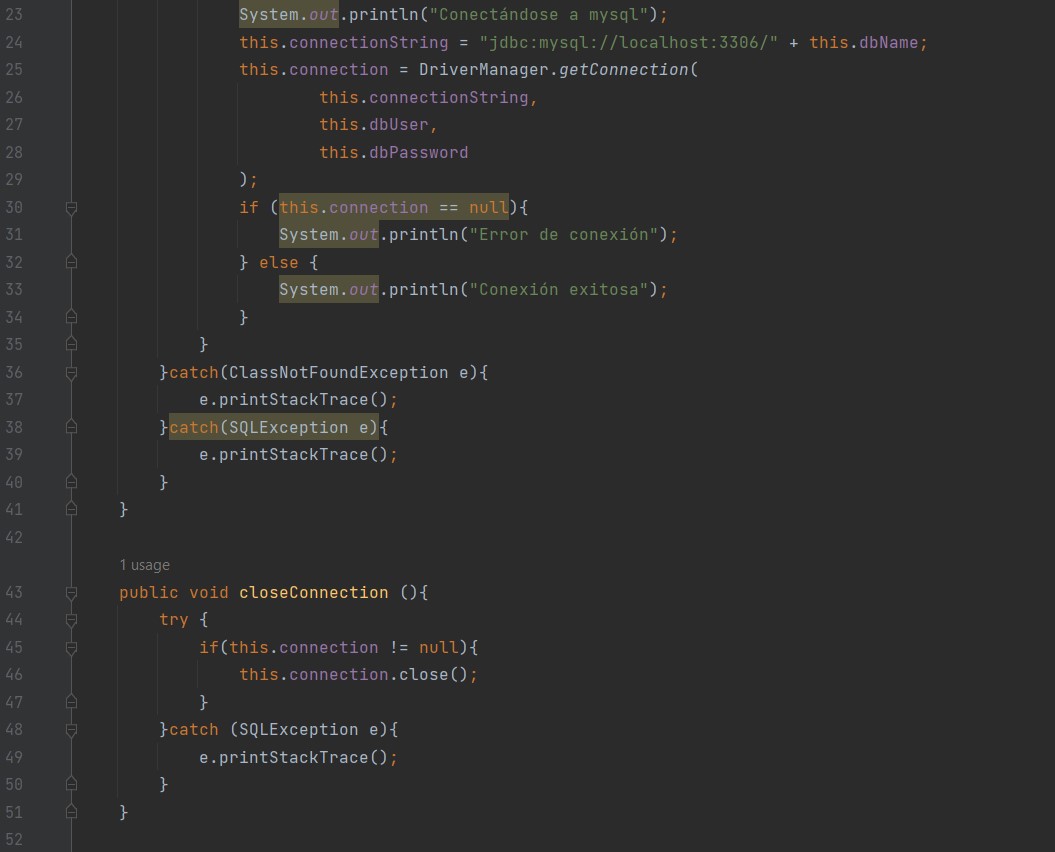 23 System.out.println("Conectándose a mysql");
24 this.connectionString = "jdbc:mysql://localhost:3306/" + this.dbName;
25 this.connection = DriverManager.getConnection(
26 this.connectionString,
27 this.dbUser,
28 this.dbPassword
29 );
30 if (this.connection == null){
31 System.out.println("Error de conexión");
32 } else {
33 System.out.println("Conexión exitosa");
34 }
35 }
36 }catch(ClassNotFoundException e){
37 e.printStackTrace();
38 }catch(SQLException e){
39 e.printStackTrace();
40 }
41 }
42
1 usage
43 public void closeConnection (){
44 try {
45 if(this.connection != null){
46 this.connection.close();
47 }
48 }catch (SQLException e){
49 e.printStackTrace();
50 }
51 }
52